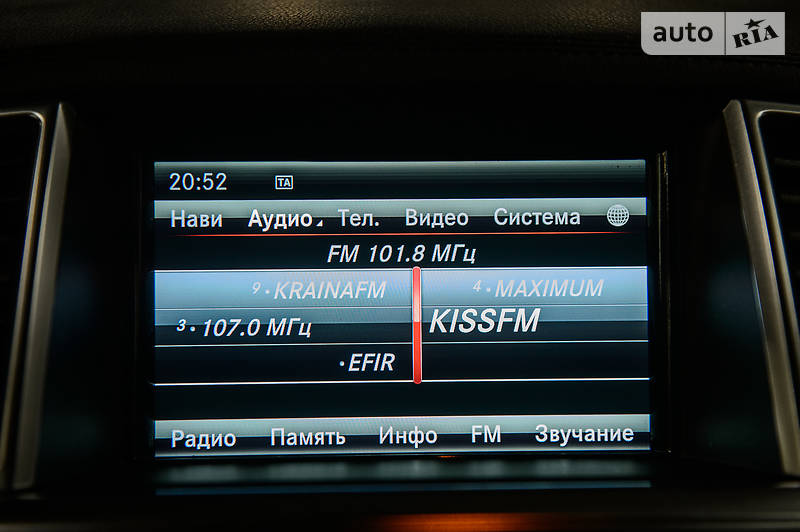 auto RIA
20:52 TA
Нави Аудио Тел. Видео Система
FM 101.8 МГц
9 • KRAINAFM 4 • MAXIMUM
3 • 107.0 МГц KISSFM
• EFIR
Радио Память Инфо FM Звучание